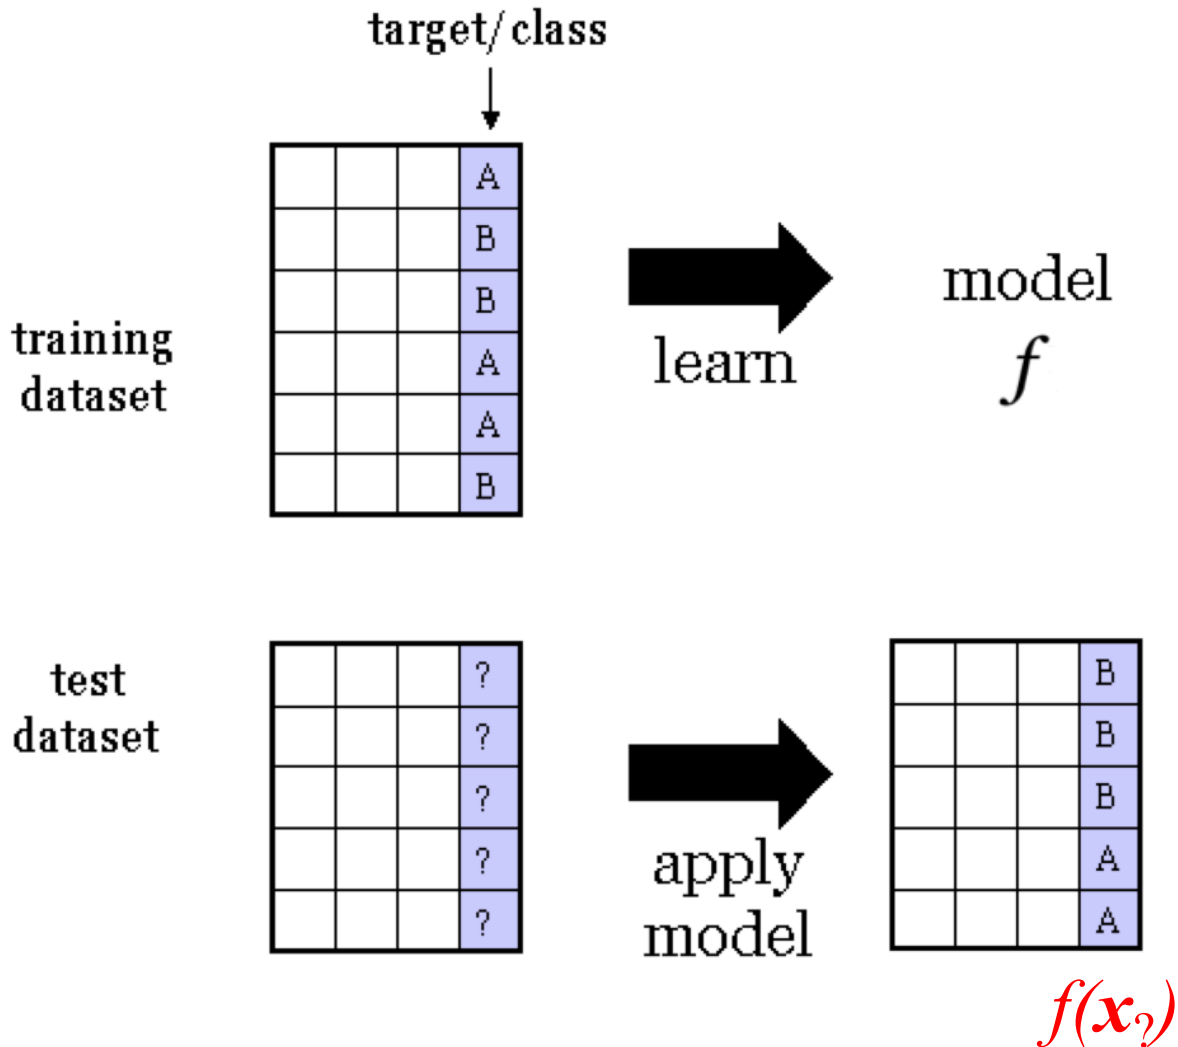 target/class
A
B
B
A
A
B
training
dataset
learn
model
f
test
dataset
?
?
?
?
?
apply
model
B
B
B
A
A
f(x?)